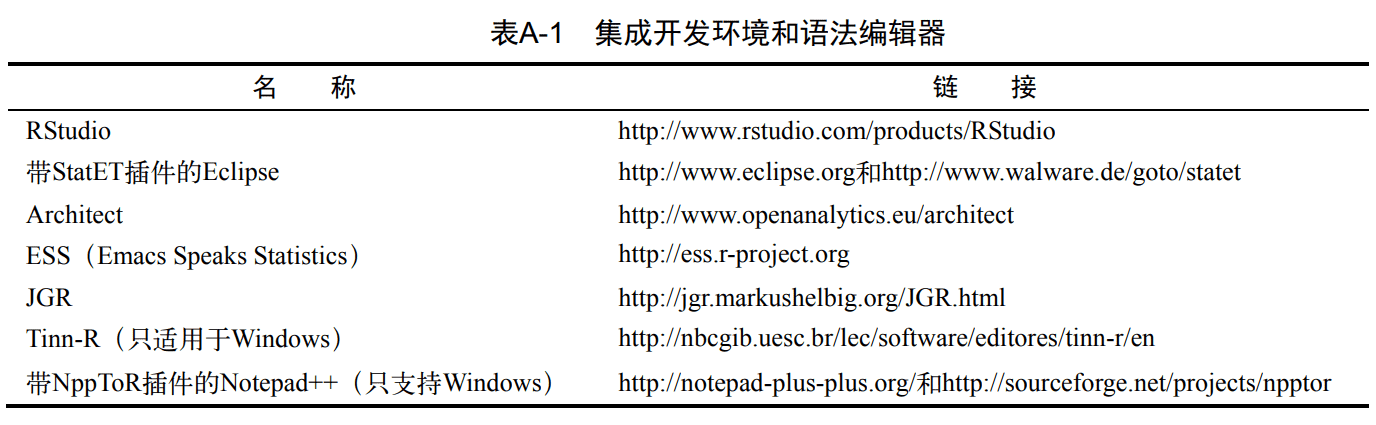 表A-1 集成开发环境和语法编辑器
名 称 链 接
RStudio http://www.rstudio.com/products/RStudio
带StatET插件的Eclipse http://www.eclipse.org和http://www.walware.de/goto/statet
Architect http://www.openanalytics.eu/architect
ESS（Emacs Speaks Statistics） http://ess.r-project.org
JGR http://jgr.markushelbig.org/JGR.html
Tinn-R（只适用于Windows） http://nbcgib.uesc.br/lec/software/editores/tinn-r/en
带NppToR插件的Notepad++（只支持Windows） http://notepad-plus-plus.org/和http://sourceforge.net/projects/npptor